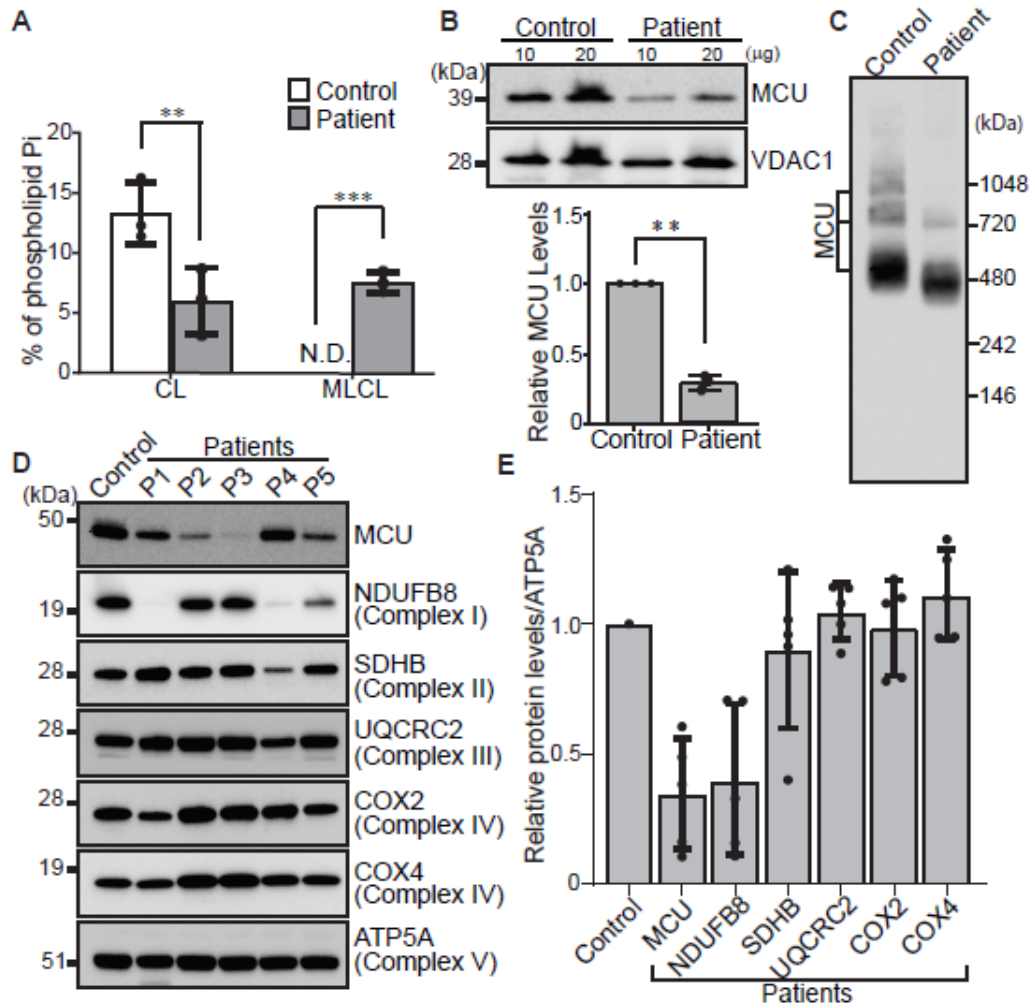 A
Control
Patient
**
***
20
15
10
5
0
% of phospholipid Pi
N.D.
CL
MLCL
B
Control Patient
10 20 10 20 (μg)
(kDa)
39 MCU
28 VDAC1
1.5
1.0
0.5
0
Relative MCU Levels
**
Control Patient
C
Control Patient
(kDa)
1048
720
480
242
146
MCU
D
Patients
Control P1 P2 P3 P4 P5
(kDa)
50
MCU
19
NDUFB8
(Complex I)
28
SDHB
(Complex II)
28
UQCRC2
(Complex III)
28
COX2
(Complex IV)
19
COX4
(Complex IV)
51
ATP5A
(Complex V)
E
1.5
1.0
0.5
0
Relative protein levels/ATP5A
Control MCU NDUFB8 SDHB UQCRC2 COX2 COX4
Patients